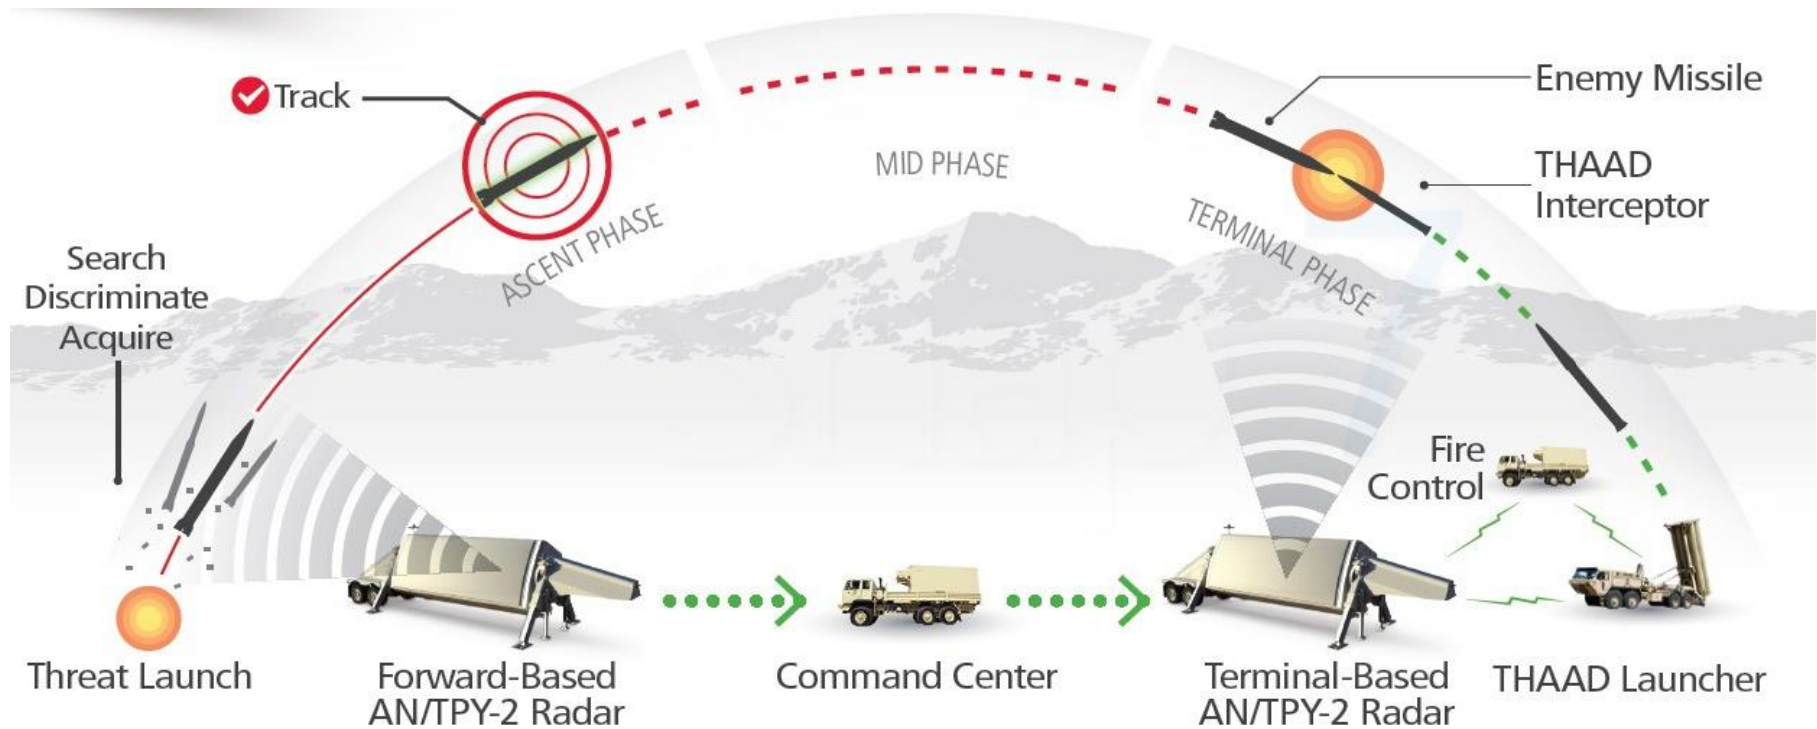 Track
Enemy Missile
THAAD
Interceptor
MID PHASE
ASCENT PHASE
TERMINAL PHASE
Search
Discriminate
Acquire
Fire
Control
Threat Launch
Forward-Based
AN/TPY-2 Radar
Command Center
Terminal-Based
AN/TPY-2 Radar
THAAD Launcher